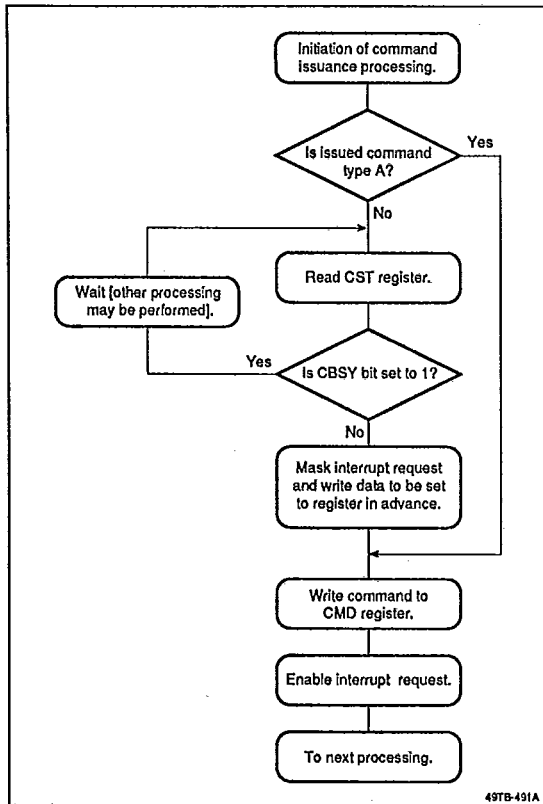 Initiation of command
issuance processing.
Is issued command
type A?
Yes
No
Read CST register.
Wait [other processing
may be performed].
Yes
Is CBSY bit set to 1?
No
Mask interrupt request
and write data to be set
to register in advance.
Write command to
CMD register.
Enable interrupt request.
To next processing.
49TB-491A